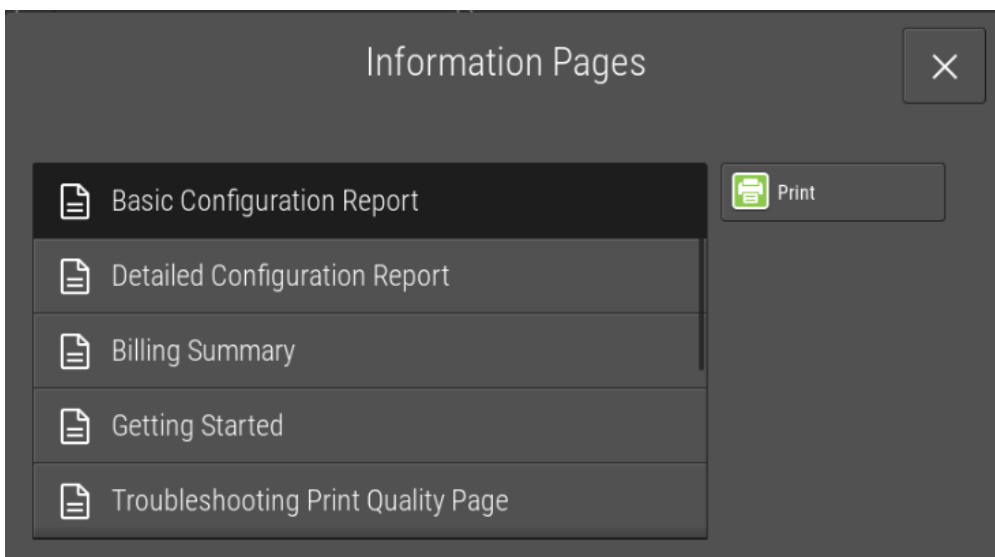 Information Pages
Basic Configuration Report
Print
Detailed Configuration Report
Billing Summary
Getting Started
Troubleshooting Print Quality Page